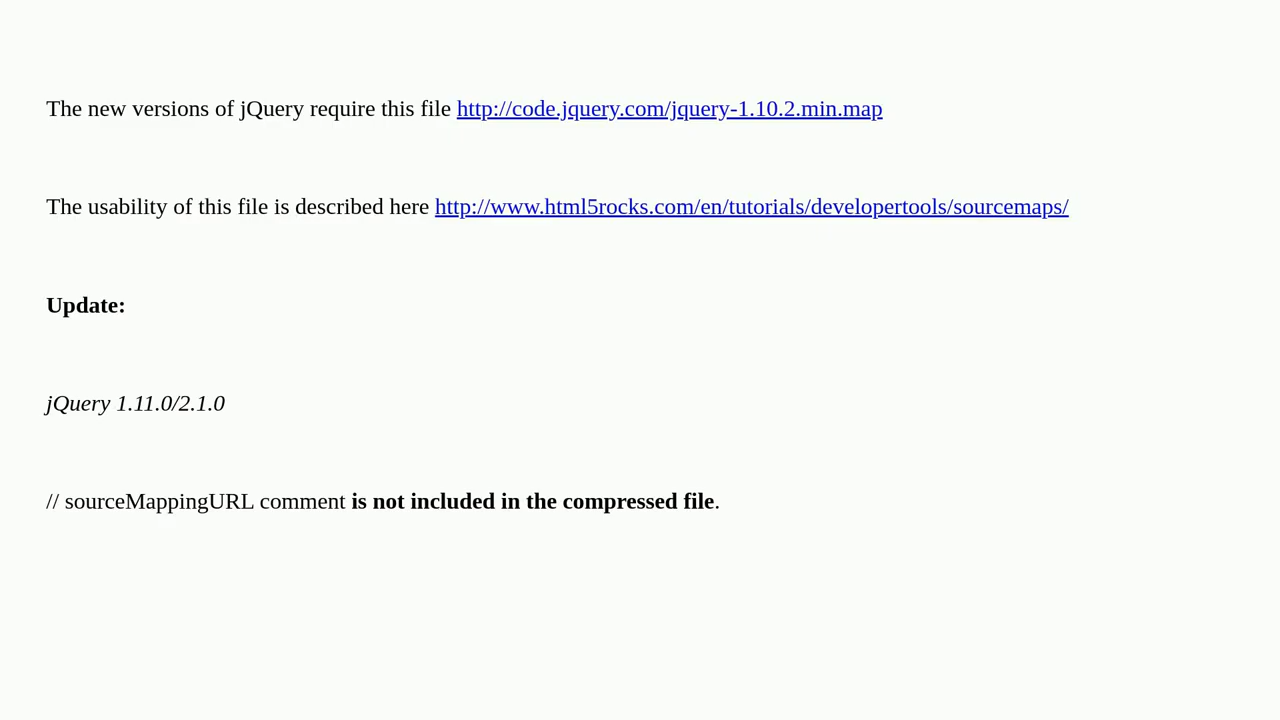 The new versions of jQuery require this file http://code.jquery.com/jquery-1.10.2.min.map
The usability of this file is described here http://www.html5rocks.com/en/tutorials/developertools/sourcemaps/
Update:
jQuery 1.11.0/2.1.0
// sourceMappingURL comment is not included in the compressed file.